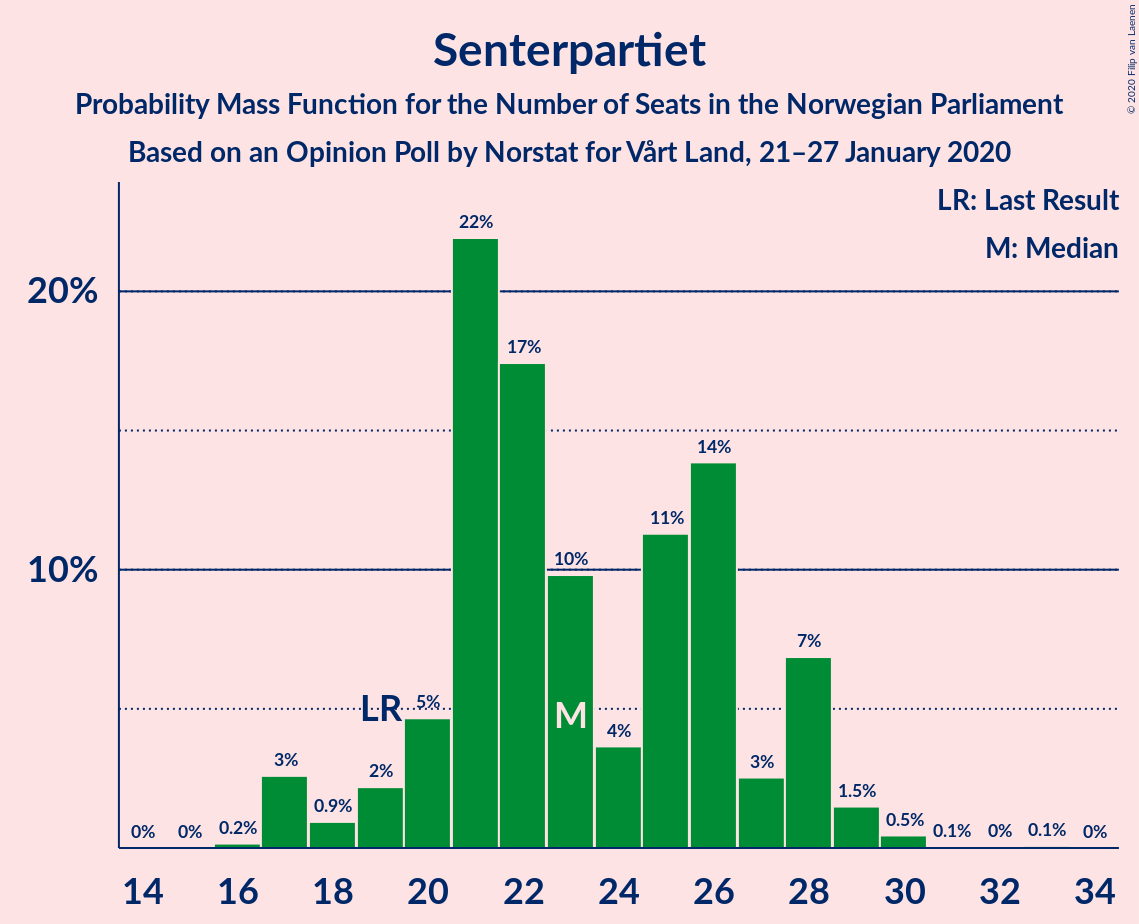 Senterpartiet
Probability Mass Function for the Number of Seats in the Norwegian Parliament
Based on an Opinion Poll by Norstat for Vårt Land, 21–27 January 2020
© 2020 Filip van Laenen
LR: Last Result
M: Median
20%
10%
0%
0%
0.2%
3%
0.9%
2%
LR
5%
22%
17%
10%
M
4%
11%
14%
3%
7%
1.5%
0.5%
0.1%
0%
0.1%
0%
14 16 18 20 22 24 26 28 30 32 34